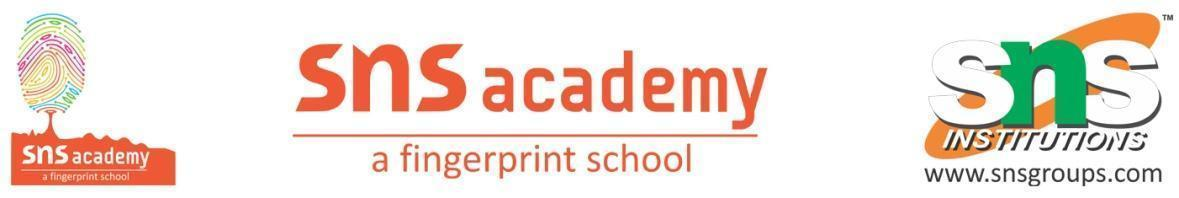 sns academy
a fingerprint school
sns academy
a fingerprint school
sns
INSTITUTIONS
TM
www.snsgroups.com